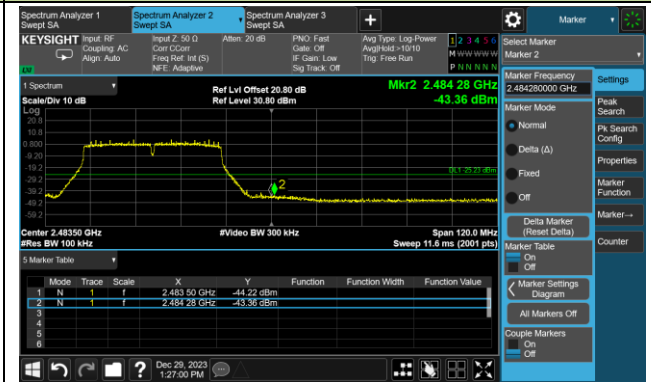 Spectrum Analyzer 1
Swept SA
Spectrum Analyzer 2
Swept SA
Spectrum Analyzer 3
Swept SA
+
Marker
KEYSIGHT
Input: RF
Coupling: AC
Align: Auto
Input Z: 50 Ω
Corr CCorr
Freq Ref: Int (S)
NFE: Adaptive
Atten: 20 dB
PNO: Fast
Gate: Off
IF Gain: Low
Sig Track: Off
Avg Type: Log-Power
Avg|Hold:>10/10
Trig: Free Run
1 2 3 4 5 6
M W W W W W
P N N N N N
Select Marker
Marker 2
LXI
1 Spectrum
Scale/Div 10 dB
Log
Ref Lvl Offset 20.80 dB
Ref Level 30.80 dBm
Mkr2 2.484 28 GHz
-43.36 dBm
20.8
10.8
0.800
-9.20
-19.2
-29.2
-39.2
-49.2
-59.2
DL1 -25.23 dBm
2
Center 2.48350 GHz
#Res BW 100 kHz
#Video BW 300 kHz
Span 120.0 MHz
Sweep 11.6 ms (2001 pts)
5 Marker Table
Mode Trace Scale X Y Function Function Width Function Value
1 N 1 f 2.483 50 GHz -44.22 dBm
2 N 1 f 2.484 28 GHz -43.36 dBm
3
4
5
6
Marker Frequency
2.484280000 GHz
Marker Mode
Normal
Delta (Δ)
Fixed
Off
Delta Marker
(Reset Delta)
Marker Table
On
Off
Marker Settings
Diagram
All Markers Off
Couple Markers
On
Off
Settings
Peak
Search
Pk Search
Config
Properties
Marker
Function
Marker→
Counter
?
Dec 29, 2023
1:27:00 PM